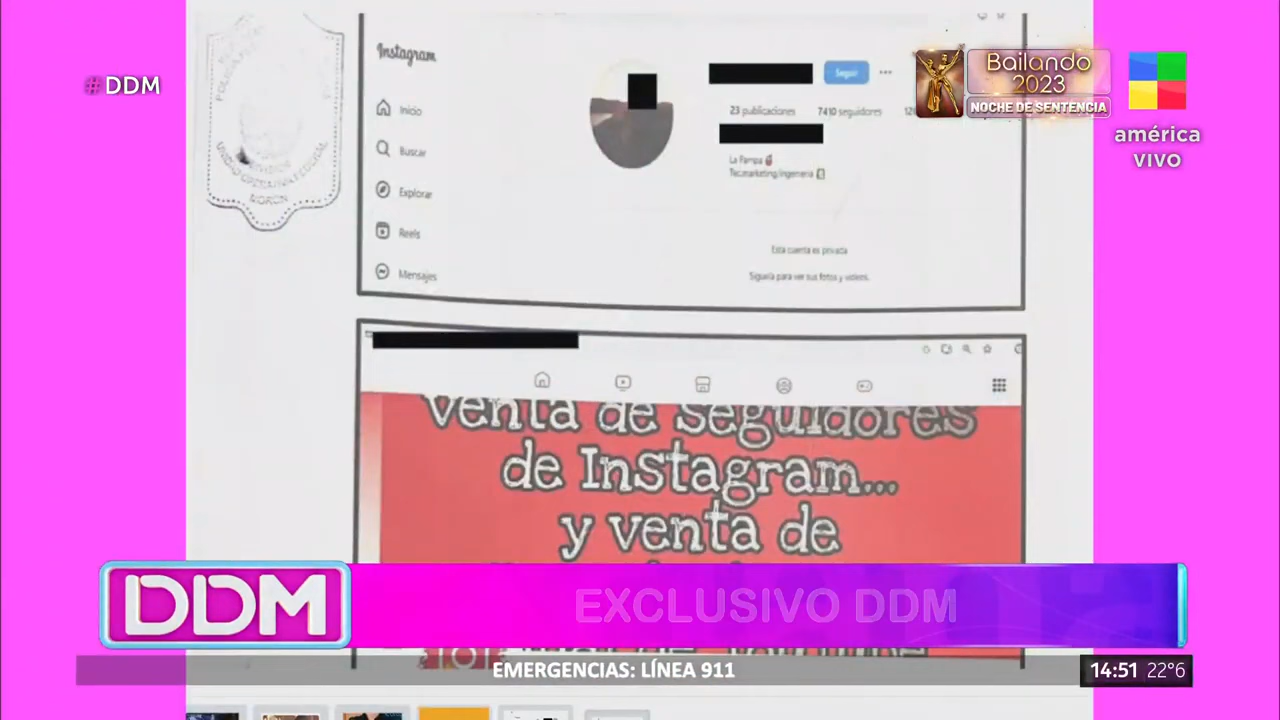 #DDM
Instagram
Inicio
Buscar
Explorar
Reels
Mensajes
Seguir
23 publicaciones 7410 seguidores
La Pampa
Tec.marketing/Ingeniería
Esta cuenta es privada
Síguela para ver sus fotos y videos.
Bailando
2023
NOCHE DE SENTENCIA
américa
VIVO
Venta de Seguidores
de Instagram...
y venta de
DDM
EXCLUSIVO DDM
EMERGENCIAS: LÍNEA 911
14:51 22°6